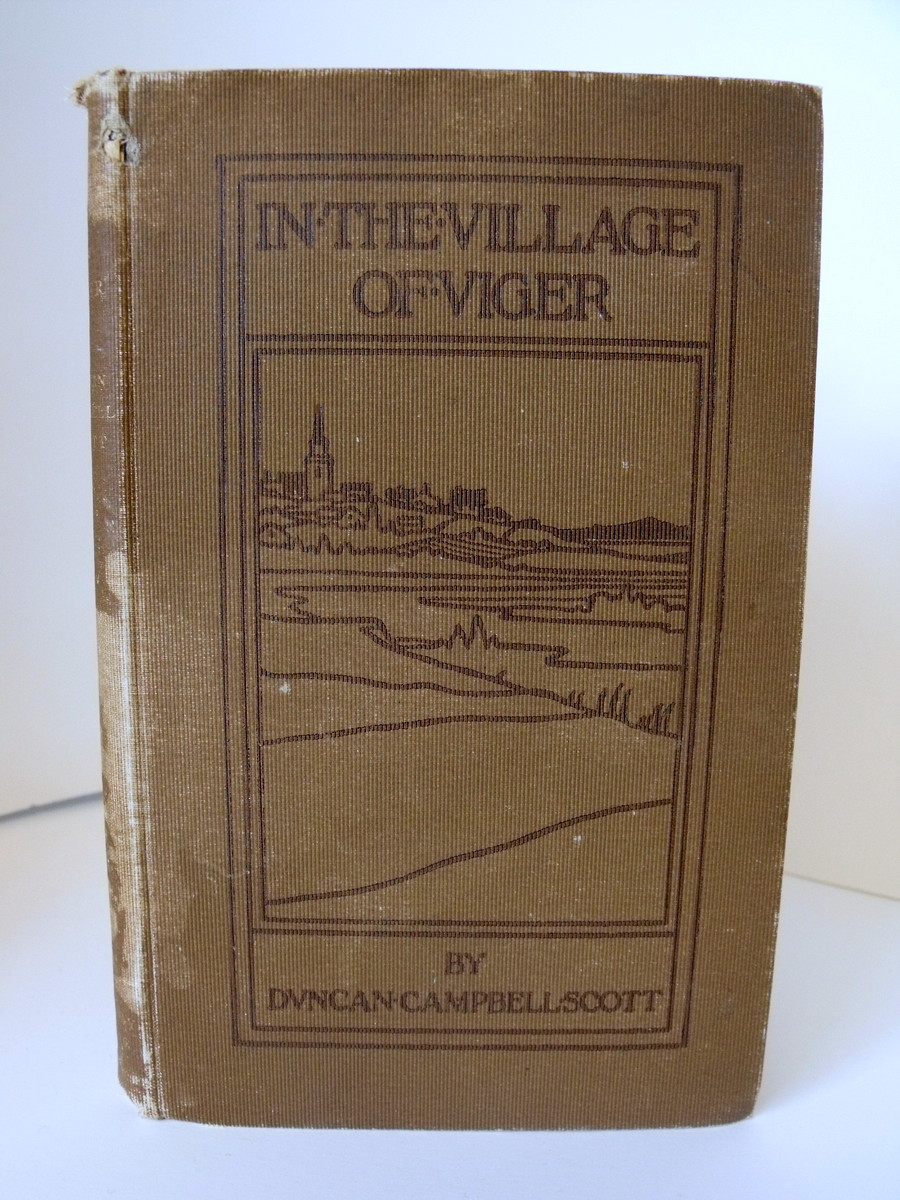 IN·THE·VILLAGE
OF·VIGER
BY
DVNCAN·CAMPBELL·SCOTT